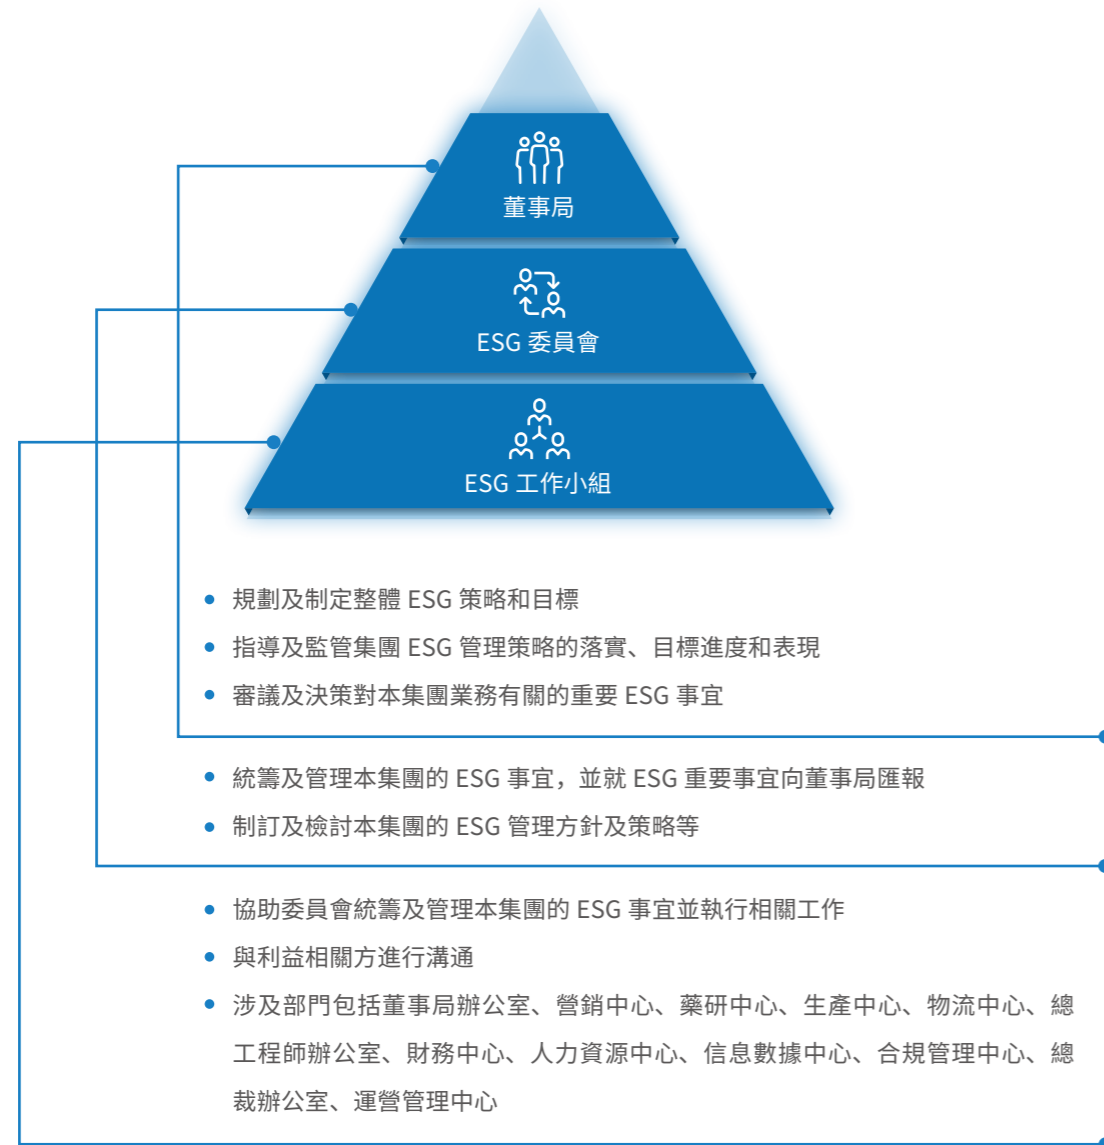 董事局
ESG 委員會
ESG 工作小組
規劃及制定整體 ESG 策略和目標
指導及監管集團 ESG 管理策略的落實、目標進度和表現
審議及決策對本集團業務有關的重要 ESG 事宜
統籌及管理本集團的 ESG 事宜，並就 ESG 重要事宜向董事局匯報
制訂及檢討本集團的 ESG 管理方針及策略等
協助委員會統籌及管理本集團的 ESG 事宜並執行相關工作
與利益相關方進行溝通
涉及部門包括董事局辦公室、營銷中心、藥研中心、生產中心、物流中心、總
工程師辦公室、財務中心、人力資源中心、信息數據中心、合規管理中心、總
裁辦公室、運營管理中心